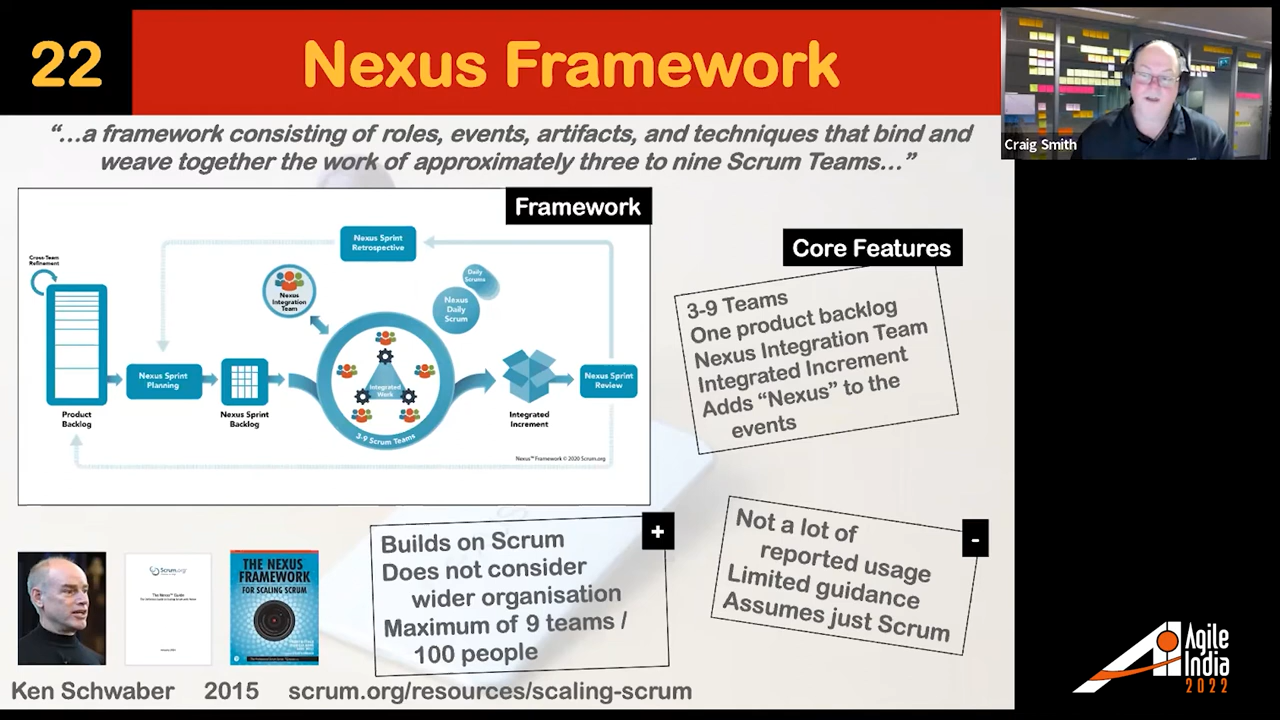 22
Nexus Framework
Craig Smith
“...a framework consisting of roles, events, artifacts, and techniques that bind and
weave together the work of approximately three to nine Scrum Teams...”
Framework
Cross-Team
Refinement
Nexus Sprint
Retrospective
Nexus
Integration
Team
Daily
Scrums
Nexus
Daily
Scrum
Nexus Sprint
Planning
Integrated
Work
Nexus Sprint
Review
Product
Backlog
Nexus Sprint
Backlog
3-9 Scrum Teams
Integrated
Increment
Nexus™ Framework © 2020 Scrum.org
Core Features
3-9 Teams
One product backlog
Nexus Integration Team
Integrated Increment
Adds “Nexus” to the
events
+
Builds on Scrum
Does not consider
wider organisation
Maximum of 9 teams /
100 people
-
Not a lot of
reported usage
Limited guidance
Assumes just Scrum
Scrum.org
The Nexus™ Guide
THE NEXUS
FRAMEWORK
FOR SCALING SCRUM
Ken Schwaber 2015 scrum.org/resources/scaling-scrum
Agile
India
2022